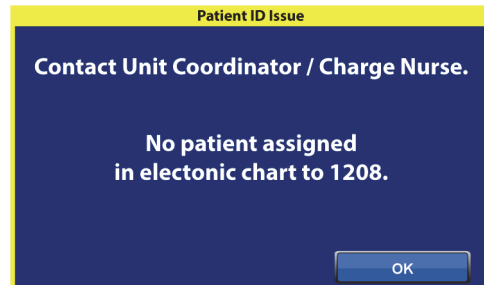 Patient ID Issue
Contact Unit Coordinator / Charge Nurse.
No patient assigned
in electonic chart to 1208.
OK